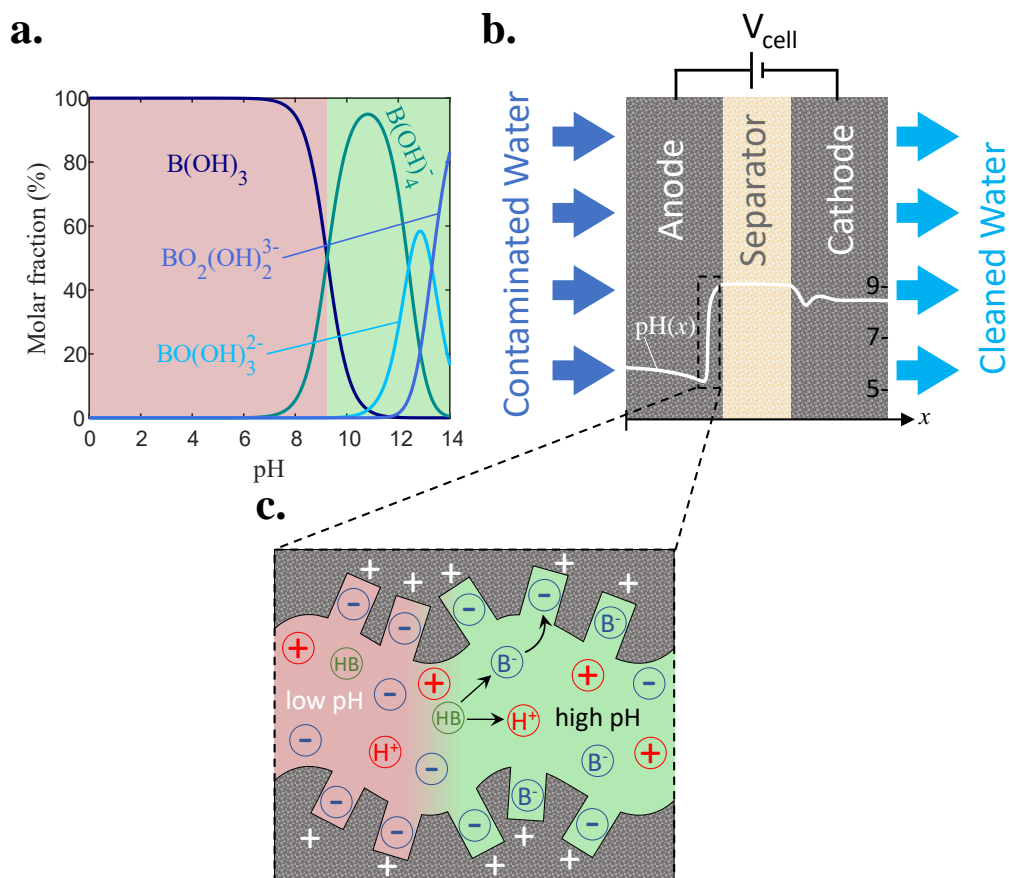 a.
100
80
60
40
20
0
0
2
4
6
8
10
12
14
Molar fraction (%)
pH
B(OH)₃
B(OH)₄⁻
BO₂(OH)₂³⁻
BO(OH)₃²⁻
b.
V_cell
Contaminated Water
Anode
Separator
Cathode
Cleaned Water
pH(x)
9
7
5
x
c.
+ + + + +
- - - - B⁻
+ HB - + B⁻ + -
low pH HB H⁺ high pH
- H⁺ - B⁻ +
- - - B⁻ -
+ + + +